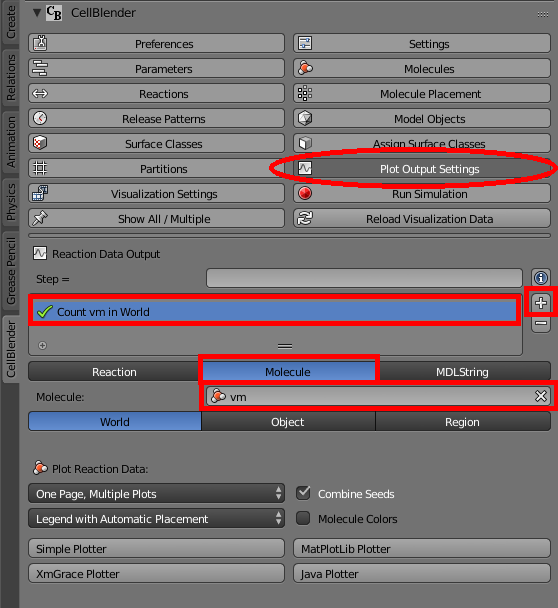 Create
Relations
Animation
Physics
Grease Pencil
CellBlender
CB CellBlender
Preferences Settings
Parameters Molecules
Reactions Molecule Placement
Release Patterns Model Objects
Surface Classes Assign Surface Classes
Partitions Plot Output Settings
Visualization Settings Run Simulation
Show All / Multiple Reload Visualization Data
Reaction Data Output
Step =
Count vm in World
Reaction Molecule MDLString
Molecule: vm
World Object Region
Plot Reaction Data:
One Page, Multiple Plots Combine Seeds
Legend with Automatic Placement Molecule Colors
Simple Plotter MatPlotLib Plotter
XmGrace Plotter Java Plotter